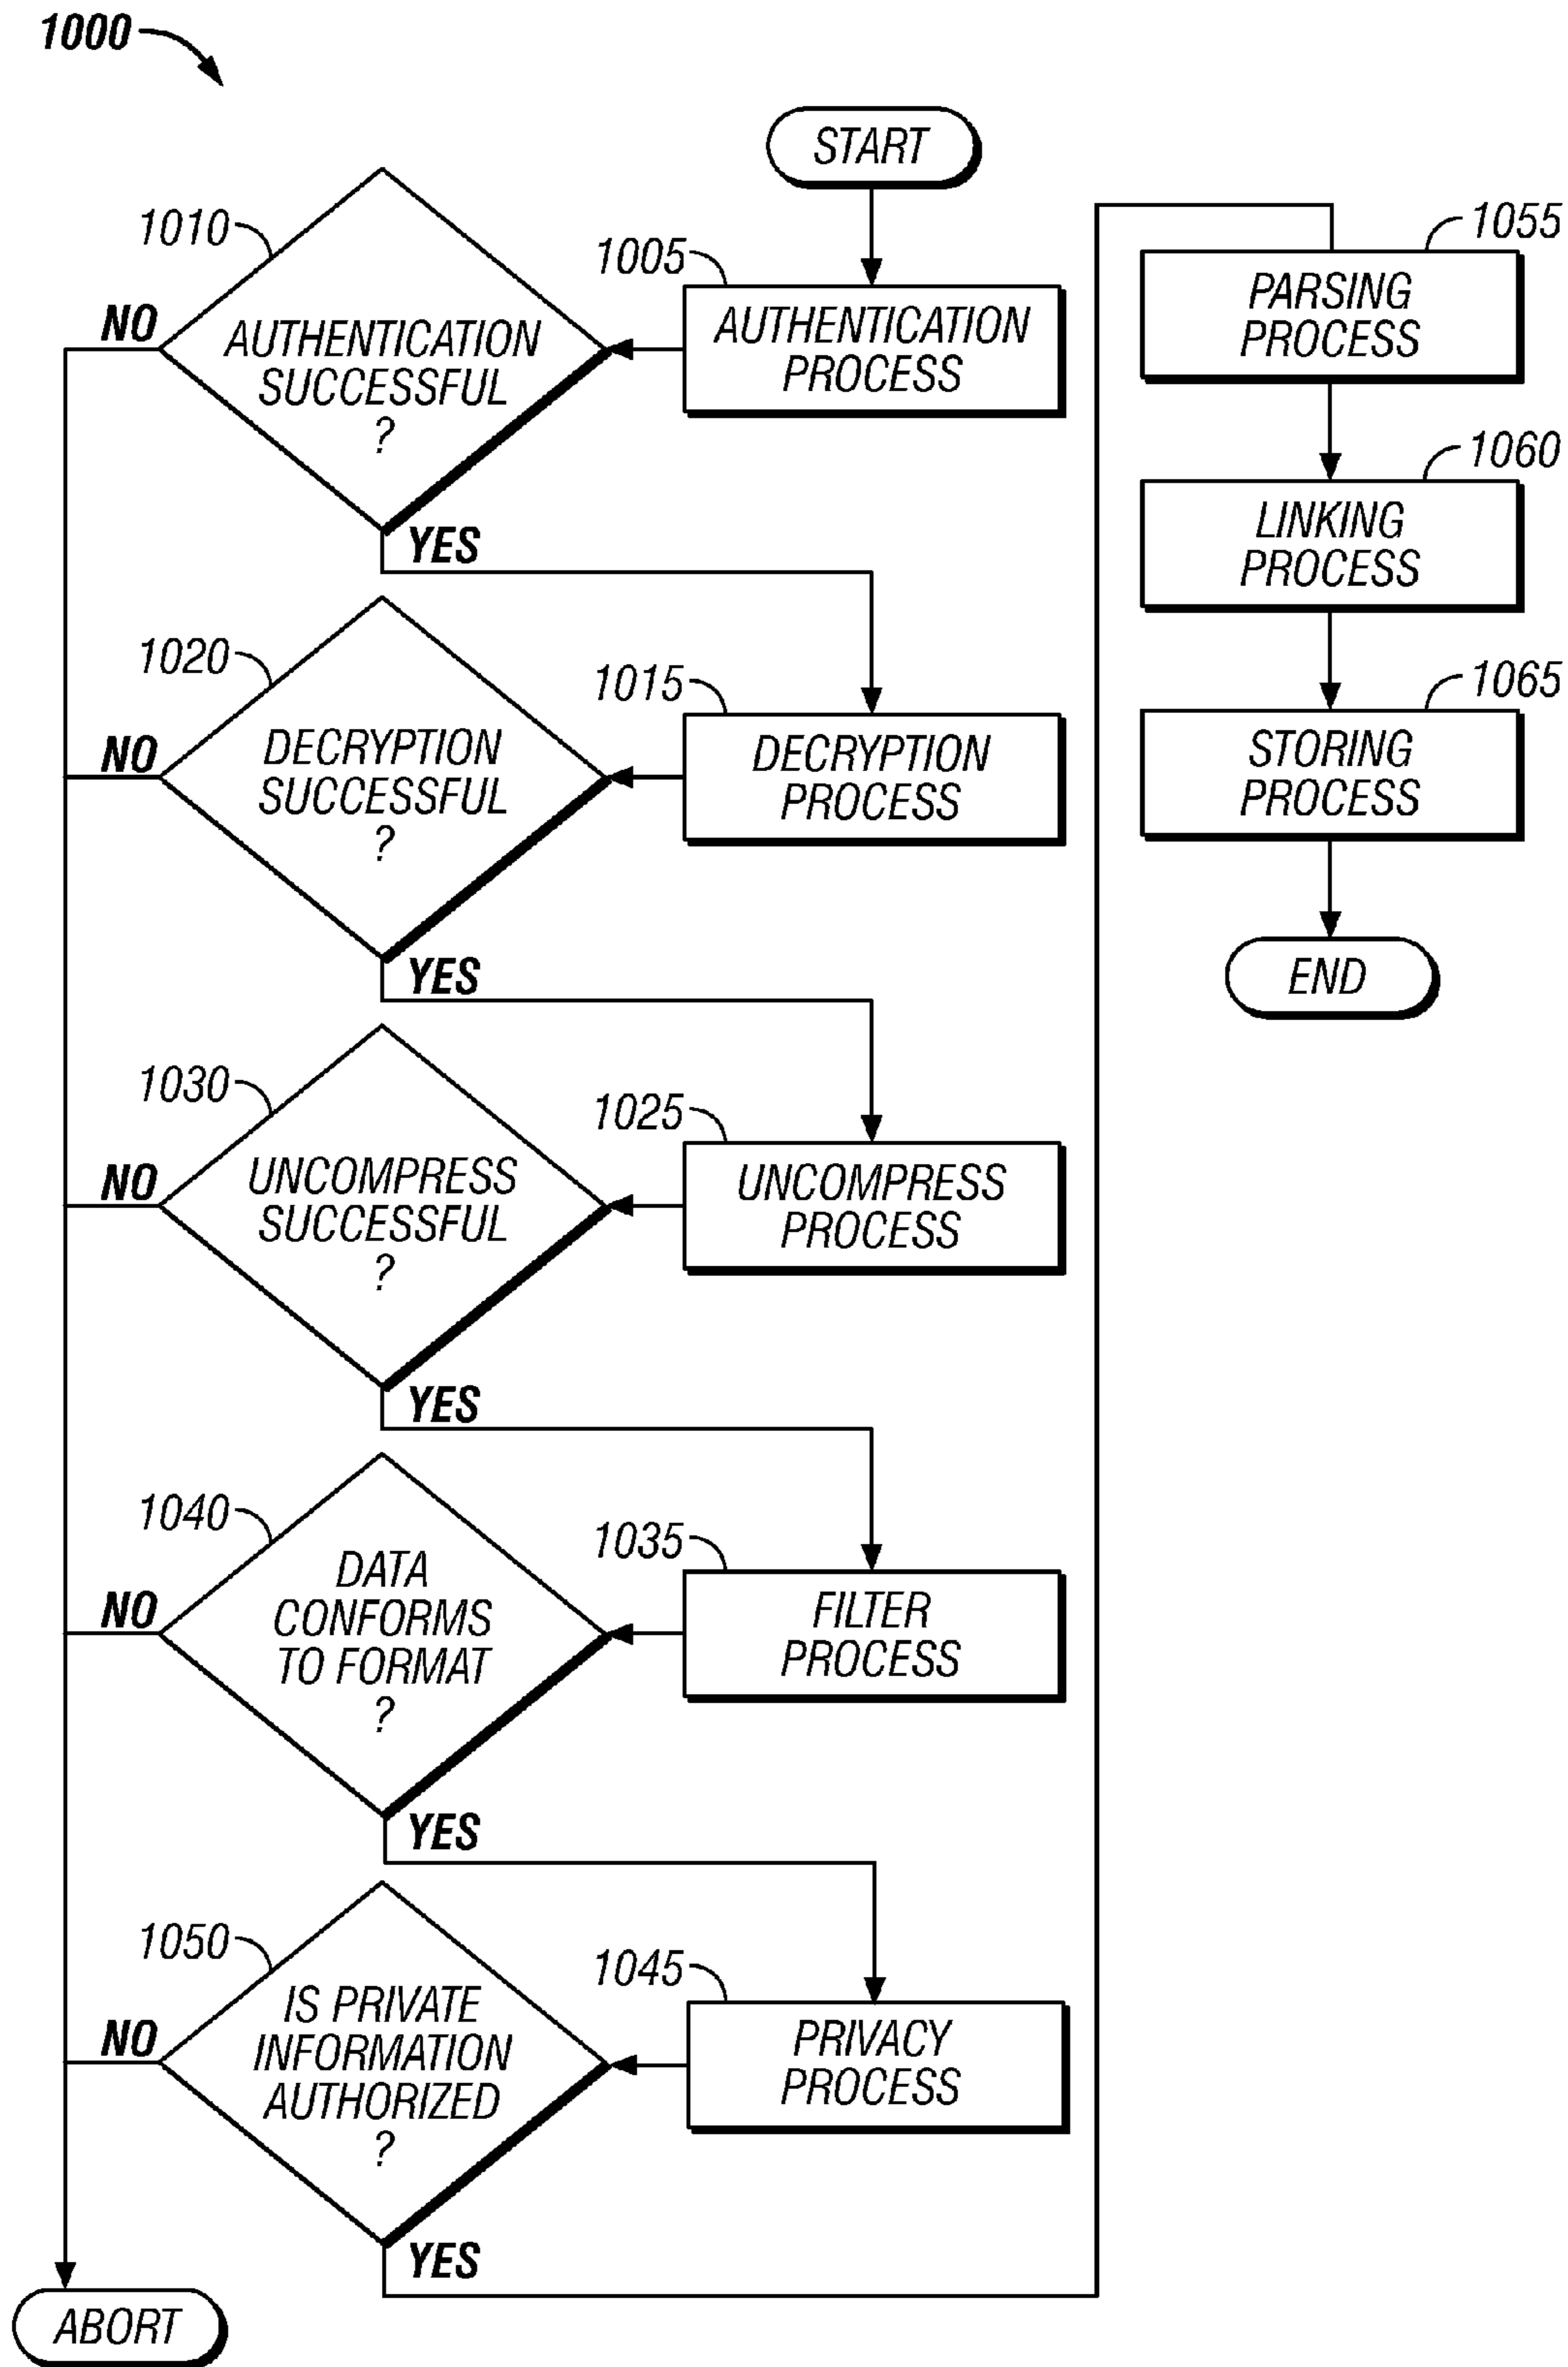 1000
START
1005
AUTHENTICATION
PROCESS
1010
AUTHENTICATION
SUCCESSFUL
?
NO
YES
1015
DECRYPTION
PROCESS
1020
DECRYPTION
SUCCESSFUL
?
NO
YES
1025
UNCOMPRESS
PROCESS
1030
UNCOMPRESS
SUCCESSFUL
?
NO
YES
1035
FILTER
PROCESS
1040
DATA
CONFORMS
TO FORMAT
?
NO
YES
1045
PRIVACY
PROCESS
1050
IS PRIVATE
INFORMATION
AUTHORIZED
?
NO
YES
ABORT
1055
PARSING
PROCESS
1060
LINKING
PROCESS
1065
STORING
PROCESS
END